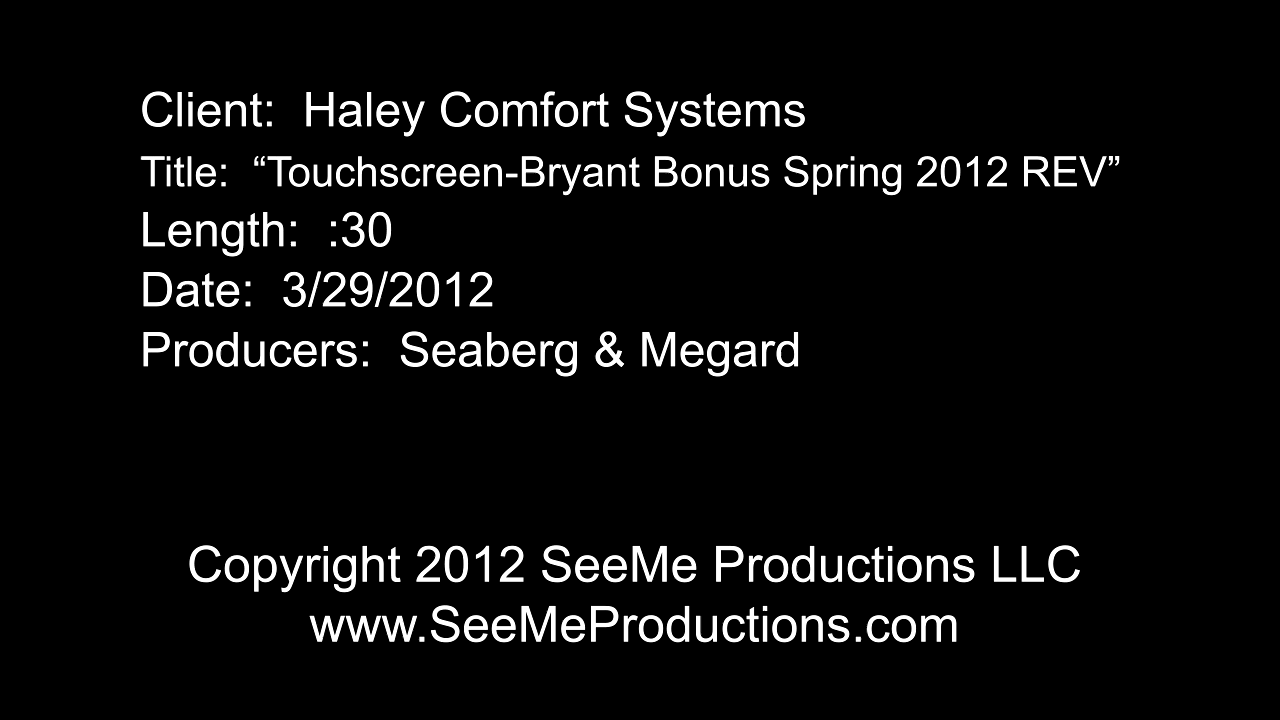 Client:  Haley Comfort Systems
Title:  “Touchscreen-Bryant Bonus Spring 2012 REV”
Length:  :30
Date:  3/29/2012
Producers:  Seaberg & Megard
Copyright 2012 SeeMe Productions LLC
www.SeeMeProductions.com